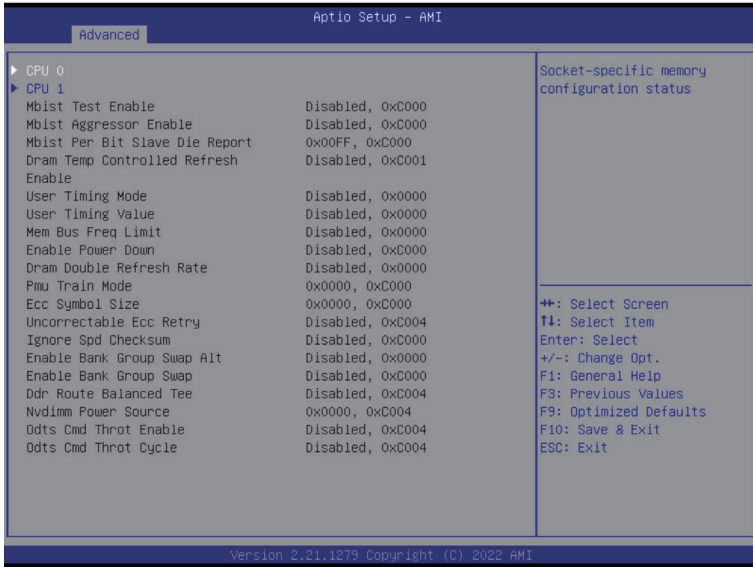 Aptio Setup - AMI
Advanced
CPU 0
CPU 1
Mbist Test Enable Disabled, 0xC000
Mbist Aggressor Enable Disabled, 0xC000
Mbist Per Bit Slave Die Report 0x00FF, 0xC000
Dram Temp Controlled Refresh Disabled, 0xC001
Enable
User Timing Mode Disabled, 0x0000
User Timing Value Disabled, 0x0000
Mem Bus Freq Limit Disabled, 0x0000
Enable Power Down Disabled, 0xC000
Dram Double Refresh Rate Disabled, 0x0000
Pmu Train Mode 0x0000, 0xC000
Ecc Symbol Size 0x0000, 0xC000
Uncorrectable Ecc Retry Disabled, 0xC004
Ignore Spd Checksum Disabled, 0xC000
Enable Bank Group Swap Alt Disabled, 0x0000
Enable Bank Group Swap Disabled, 0xC000
Ddr Route Balanced Tee Disabled, 0xC004
Nvdimm Power Source 0x0000, 0xC004
Odts Cmd Throt Enable Disabled, 0xC004
Odts Cmd Throt Cycle Disabled, 0xC004
Socket-specific memory
configuration status
→←: Select Screen
↑↓: Select Item
Enter: Select
+/-: Change Opt.
F1: General Help
F3: Previous Values
F9: Optimized Defaults
F10: Save & Exit
ESC: Exit
Version 2.21.1279 Copyright (C) 2022 AMI